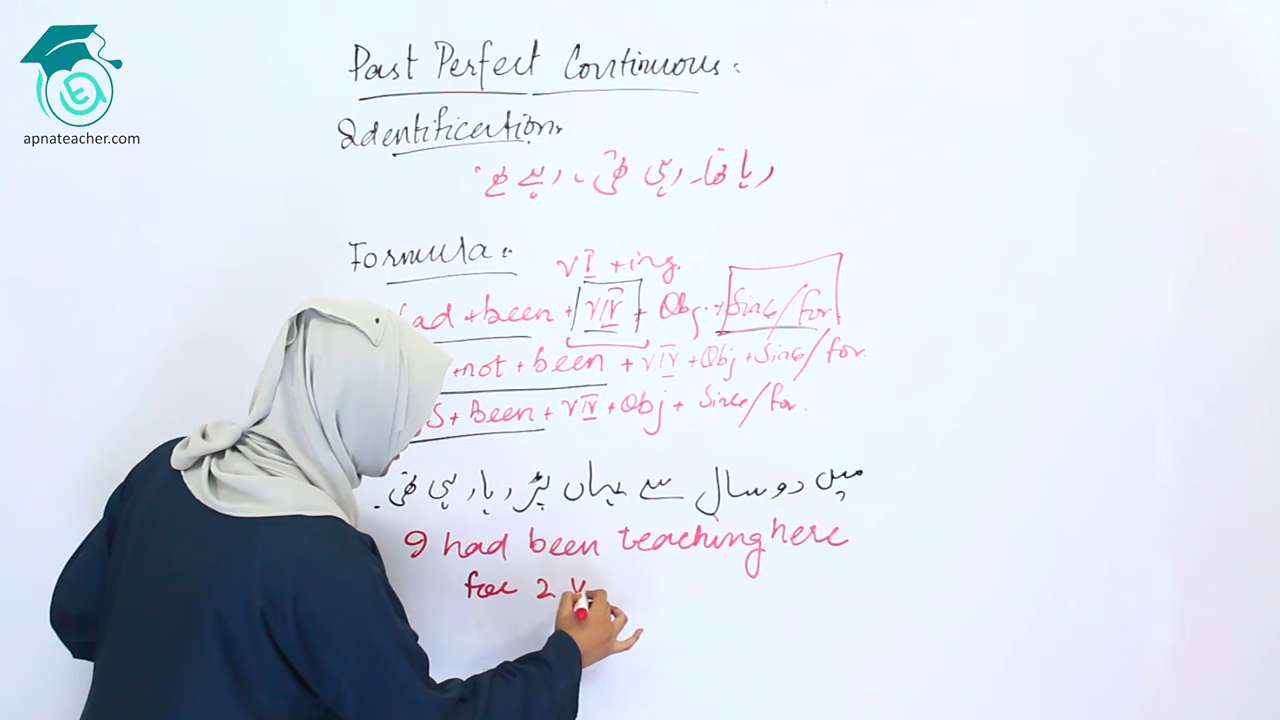 apnateacher.com
Past Perfect Continuous:
Identification:
رہا تھا، رہی تھی، رہے تھے
Formula:
VI + ing.
had + been + VIV + Obj. + Since/for
+ not + been + VIV + Obj + Since/for.
S + Been + VIV + Obj + Since/for.
میں دو سال سے یہاں پڑھا رہی تھی۔
I had been teaching here
for 2 y